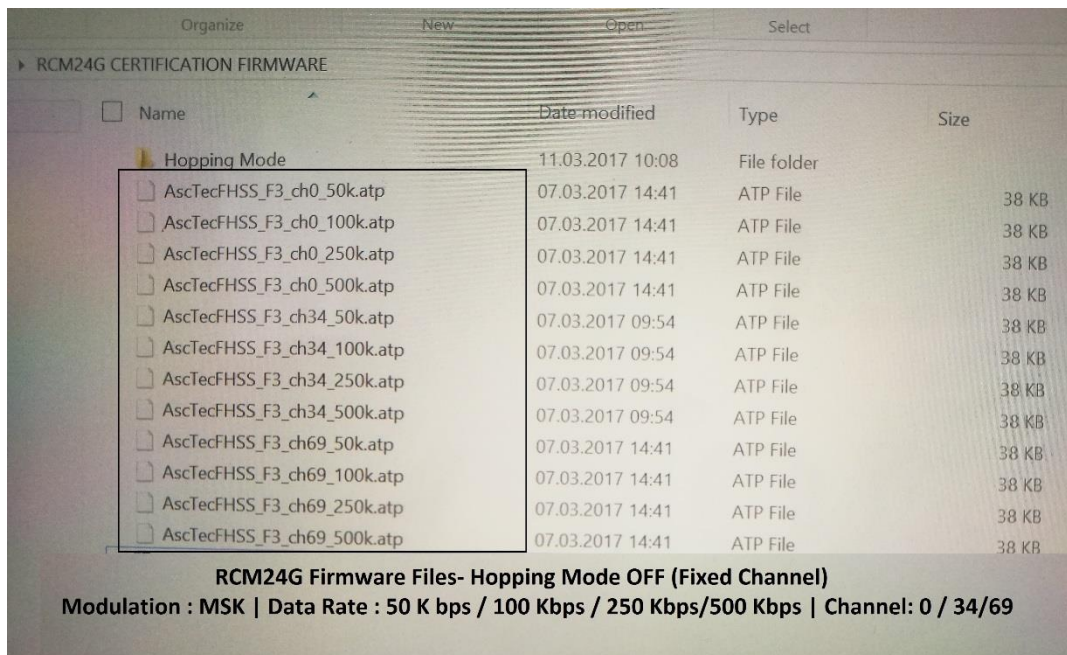 Organize New Open Select
RCM24G CERTIFICATION FIRMWARE
Name Date modified Type Size
Hopping Mode 11.03.2017 10:08 File folder
AscTecFHSS_F3_ch0_50k.atp 07.03.2017 14:41 ATP File 38 KB
AscTecFHSS_F3_ch0_100k.atp 07.03.2017 14:41 ATP File 38 KB
AscTecFHSS_F3_ch0_250k.atp 07.03.2017 14:41 ATP File 38 KB
AscTecFHSS_F3_ch0_500k.atp 07.03.2017 14:41 ATP File 38 KB
AscTecFHSS_F3_ch34_50k.atp 07.03.2017 09:54 ATP File 38 KB
AscTecFHSS_F3_ch34_100k.atp 07.03.2017 09:54 ATP File 38 KB
AscTecFHSS_F3_ch34_250k.atp 07.03.2017 09:54 ATP File 38 KB
AscTecFHSS_F3_ch34_500k.atp 07.03.2017 09:54 ATP File 38 KB
AscTecFHSS_F3_ch69_50k.atp 07.03.2017 14:41 ATP File 38 KB
AscTecFHSS_F3_ch69_100k.atp 07.03.2017 14:41 ATP File 38 KB
AscTecFHSS_F3_ch69_250k.atp 07.03.2017 14:41 ATP File 38 KB
AscTecFHSS_F3_ch69_500k.atp 07.03.2017 14:41 ATP File 38 KB
RCM24G Firmware Files- Hopping Mode OFF (Fixed Channel)
Modulation : MSK | Data Rate : 50 K bps / 100 Kbps / 250 Kbps/500 Kbps | Channel: 0 / 34/69